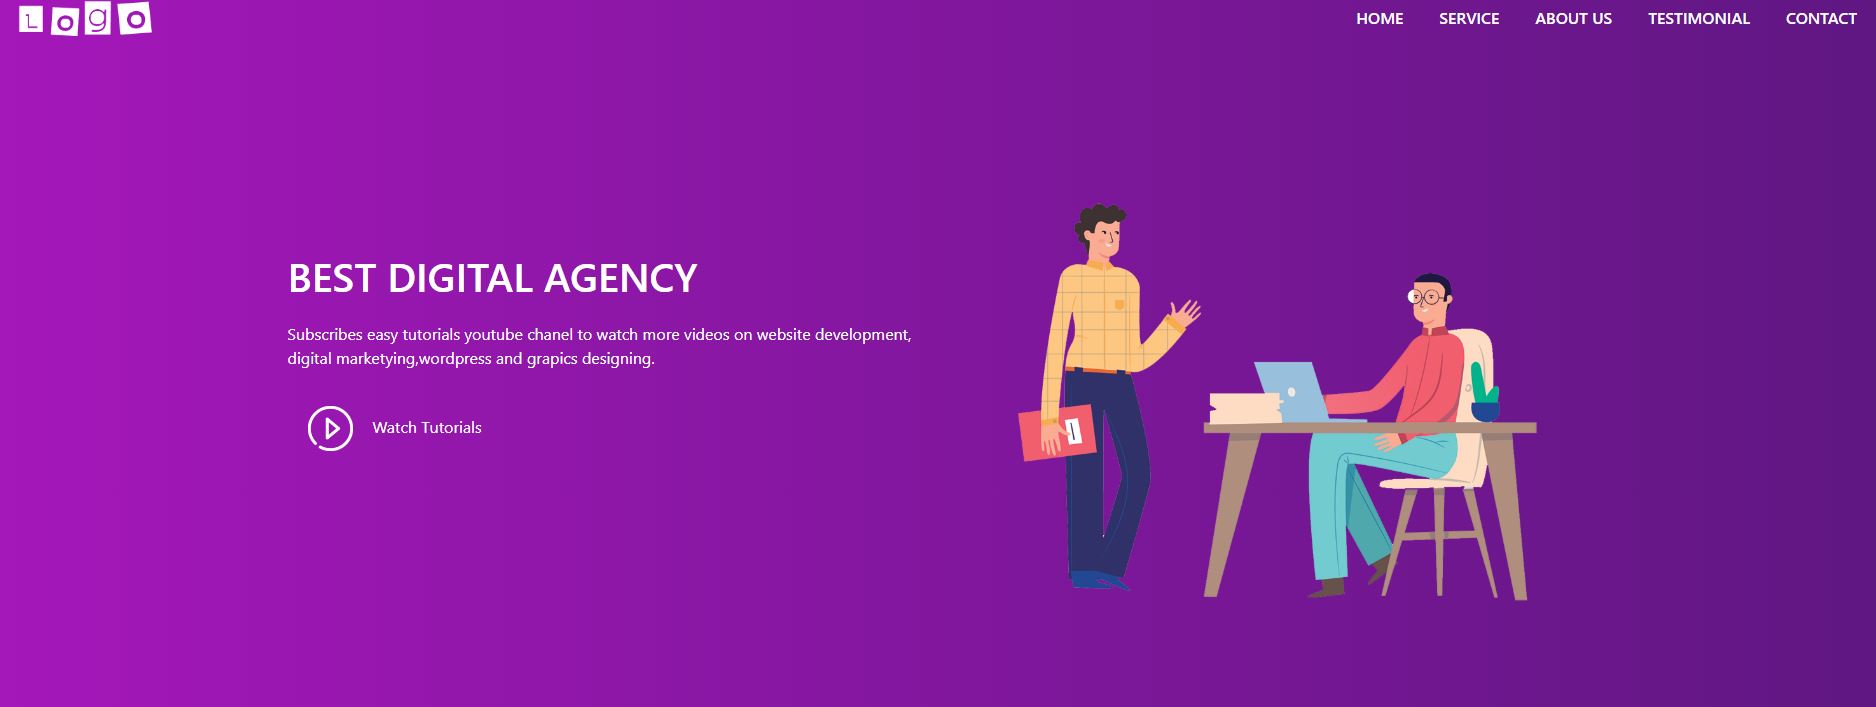 Logo
HOME SERVICE ABOUT US TESTIMONIAL CONTACT
BEST DIGITAL AGENCY
Subscribes easy tutorials youtube chanel to watch more videos on website development,
digital marketying,wordpress and grapics designing.
Watch Tutorials